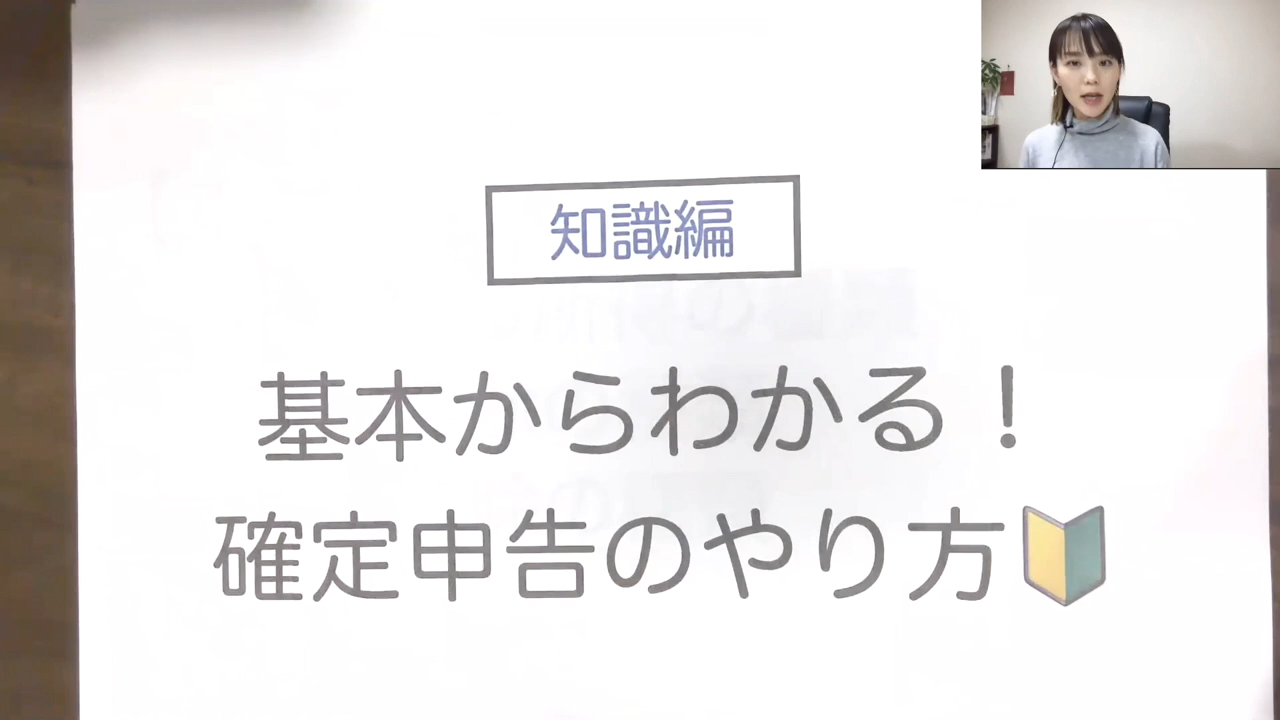 知識編
基本からわかる！
確定申告のやり方🔰